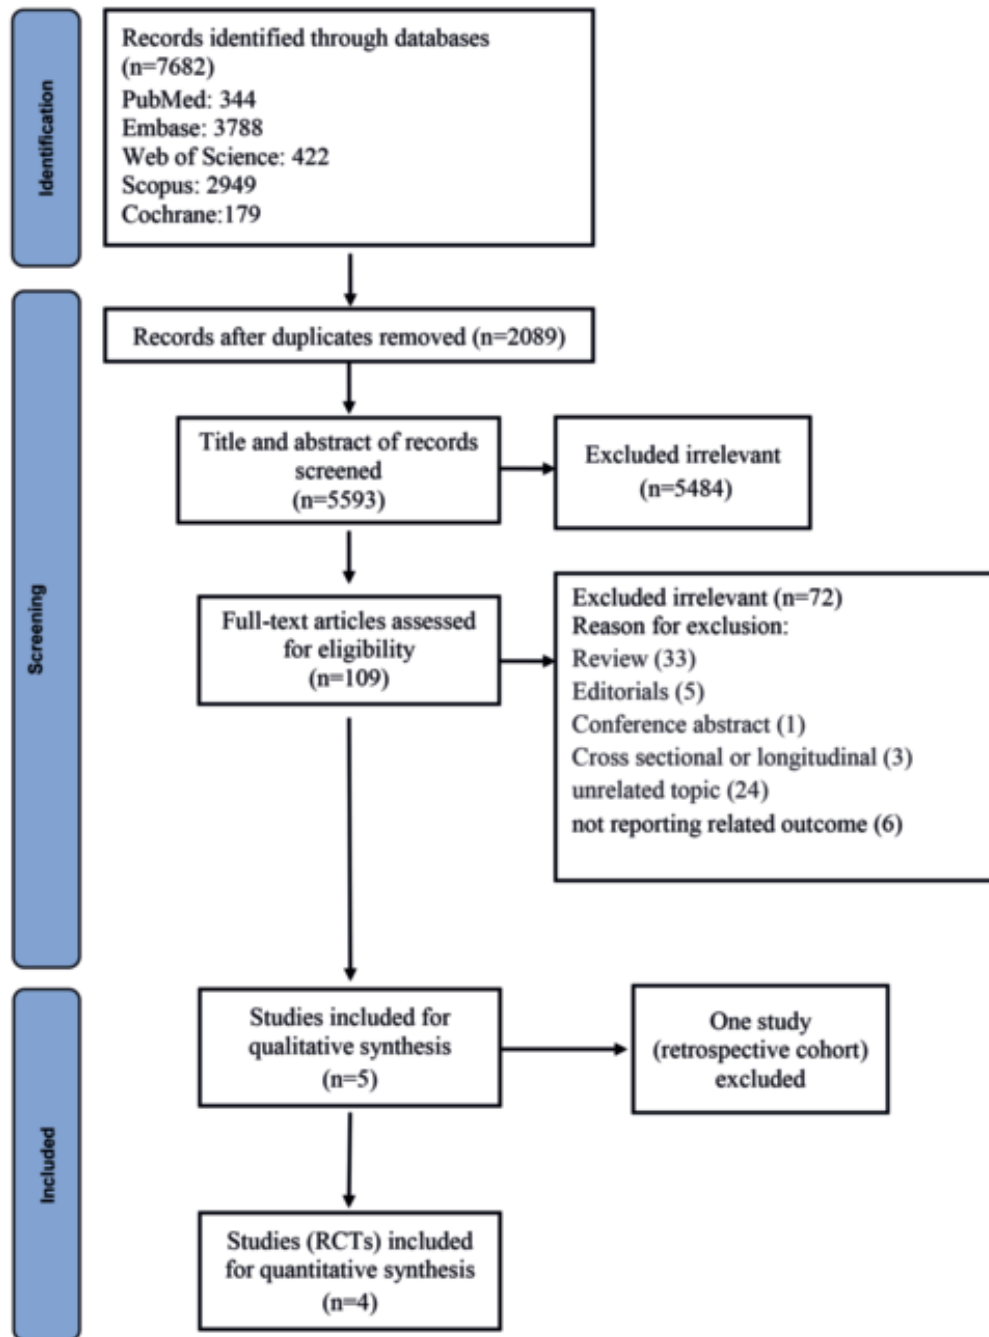 Identification
Records identified through databases
(n=7682)
PubMed: 344
Embase: 3788
Web of Science: 422
Scopus: 2949
Cochrane:179
Screening
Records after duplicates removed (n=2089)
Title and abstract of records
screened
(n=5593)
Excluded irrelevant
(n=5484)
Full-text articles assessed
for eligibility
(n=109)
Excluded irrelevant (n=72)
Reason for exclusion:
Review (33)
Editorials (5)
Conference abstract (1)
Cross sectional or longitudinal (3)
unrelated topic (24)
not reporting related outcome (6)
Included
Studies included for
qualitative synthesis
(n=5)
One study
(retrospective cohort)
excluded
Studies (RCTs) included
for quantitative synthesis
(n=4)